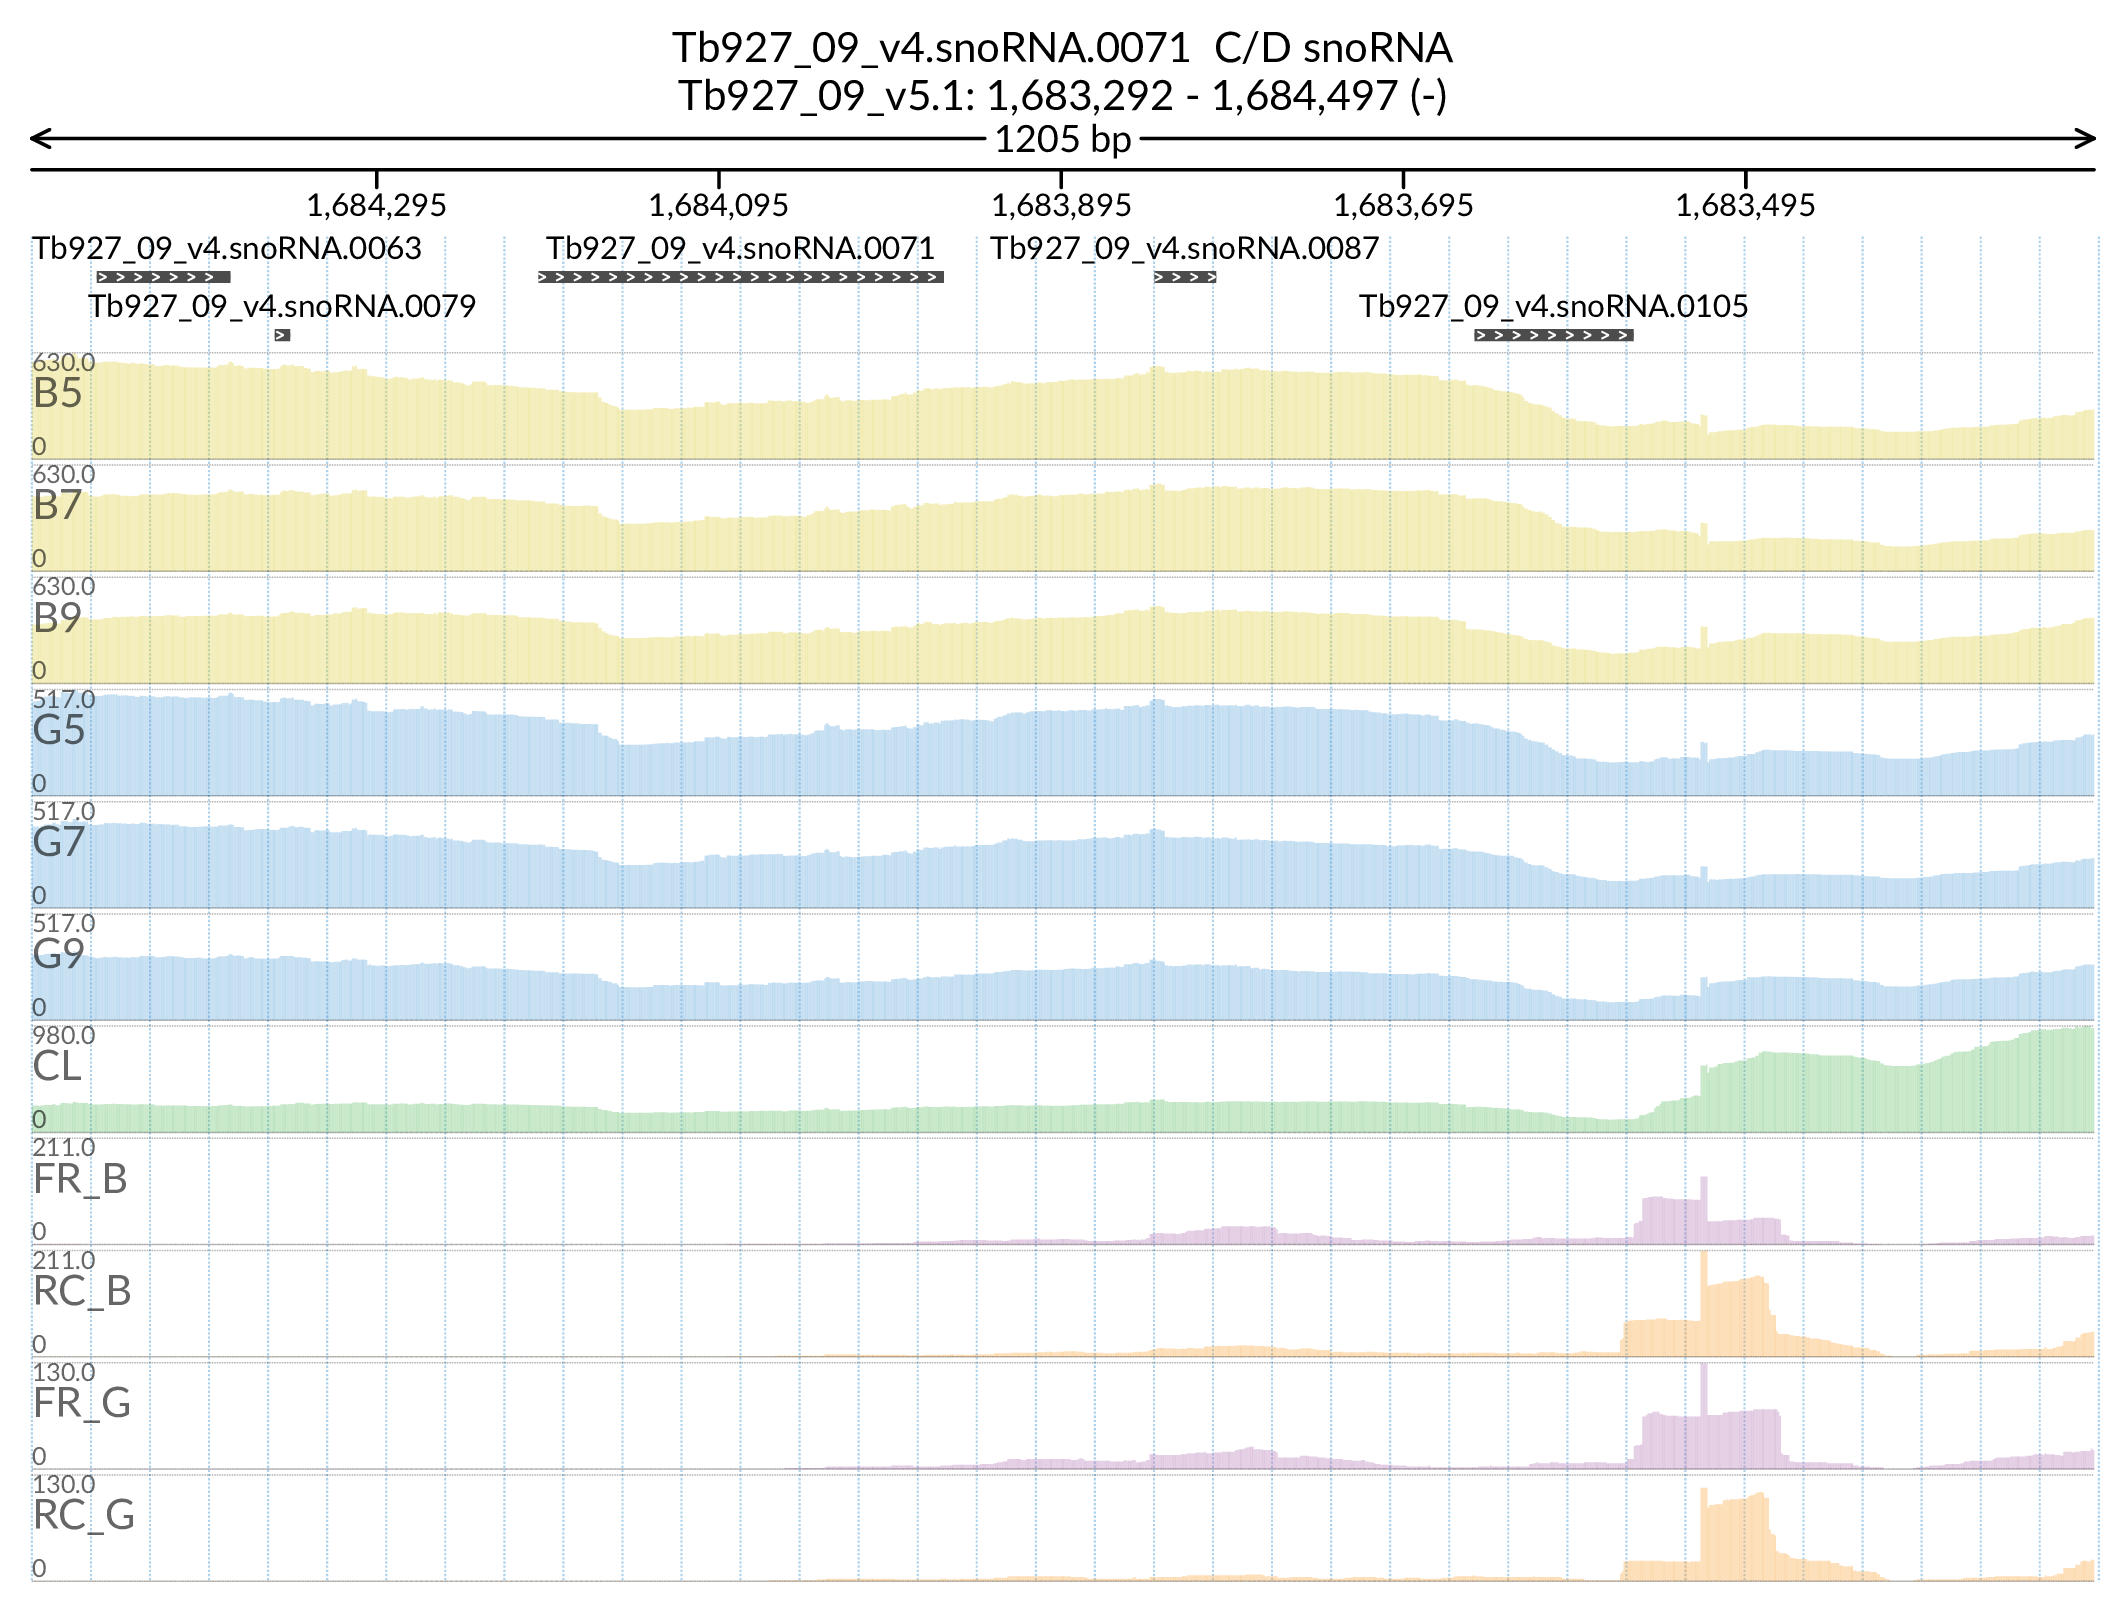 Tb927_09_v4.snoRNA.0071  C/D snoRNA
Tb927_09_v5.1: 1,683,292 - 1,684,497 (-)
1205 bp
1,684,295 1,684,095 1,683,895 1,683,695 1,683,495
Tb927_09_v4.snoRNA.0063 Tb927_09_v4.snoRNA.0071 Tb927_09_v4.snoRNA.0087
Tb927_09_v4.snoRNA.0079 Tb927_09_v4.snoRNA.0105
630.0
B5
0
630.0
B7
0
630.0
B9
0
517.0
G5
0
517.0
G7
0
517.0
G9
0
980.0
CL
0
211.0
FR_B
0
211.0
RC_B
0
130.0
FR_G
0
130.0
RC_G
0